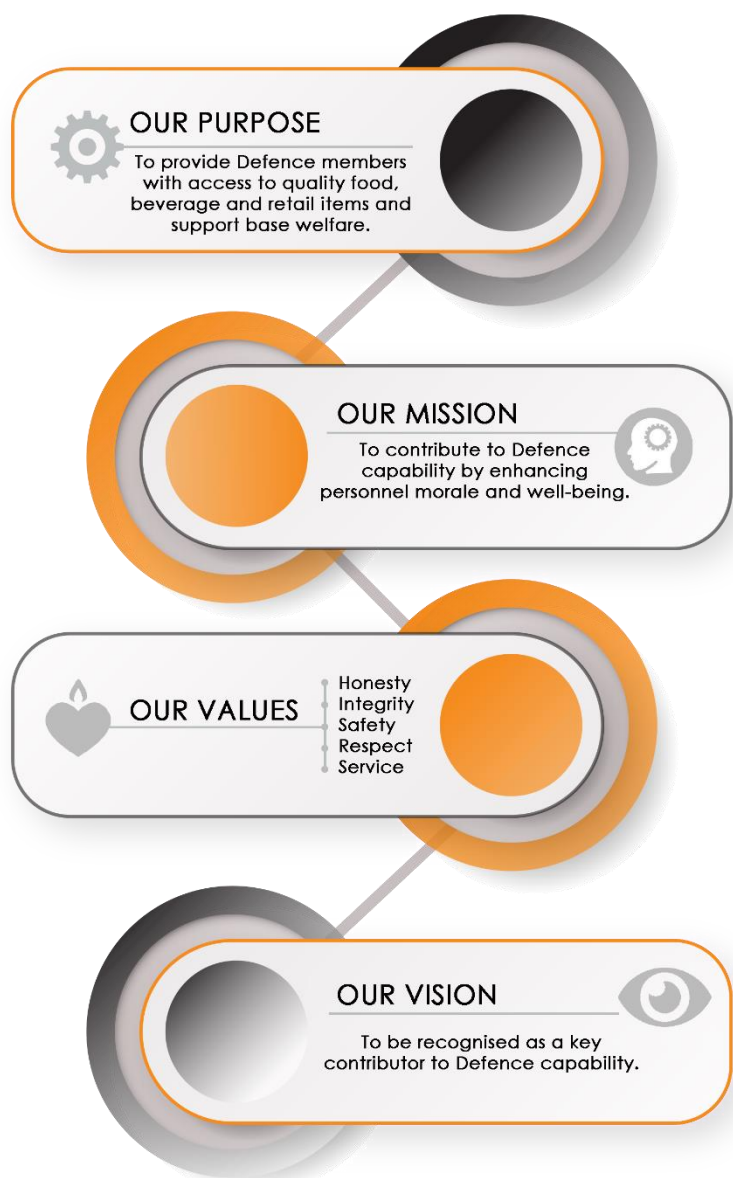 OUR PURPOSE
To provide Defence members
with access to quality food,
beverage and retail items and
support base welfare.
OUR MISSION
To contribute to Defence
capability by enhancing
personnel morale and well-being.
OUR VALUES
Honesty
Integrity
Safety
Respect
Service
OUR VISION
To be recognised as a key
contributor to Defence capability.